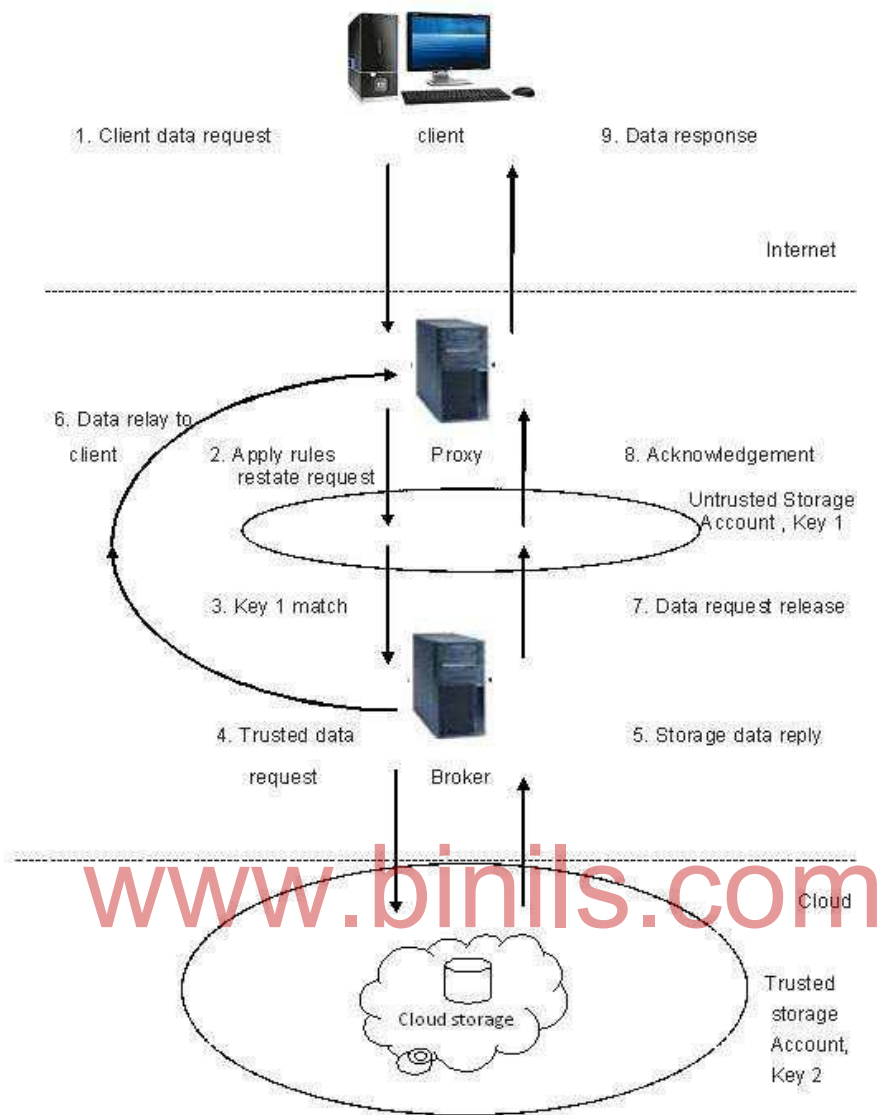 1. Client data request
client
9. Data response
Internet
6. Data relay to
client
2. Apply rules
restate request
Proxy
8. Acknowledgement
Untrusted Storage
Account , Key 1
3. Key 1 match
7. Data request release
4. Trusted data
request
Broker
5. Storage data reply
www.binils.com
Cloud
Cloud storage
Trusted
storage
Account,
Key 2